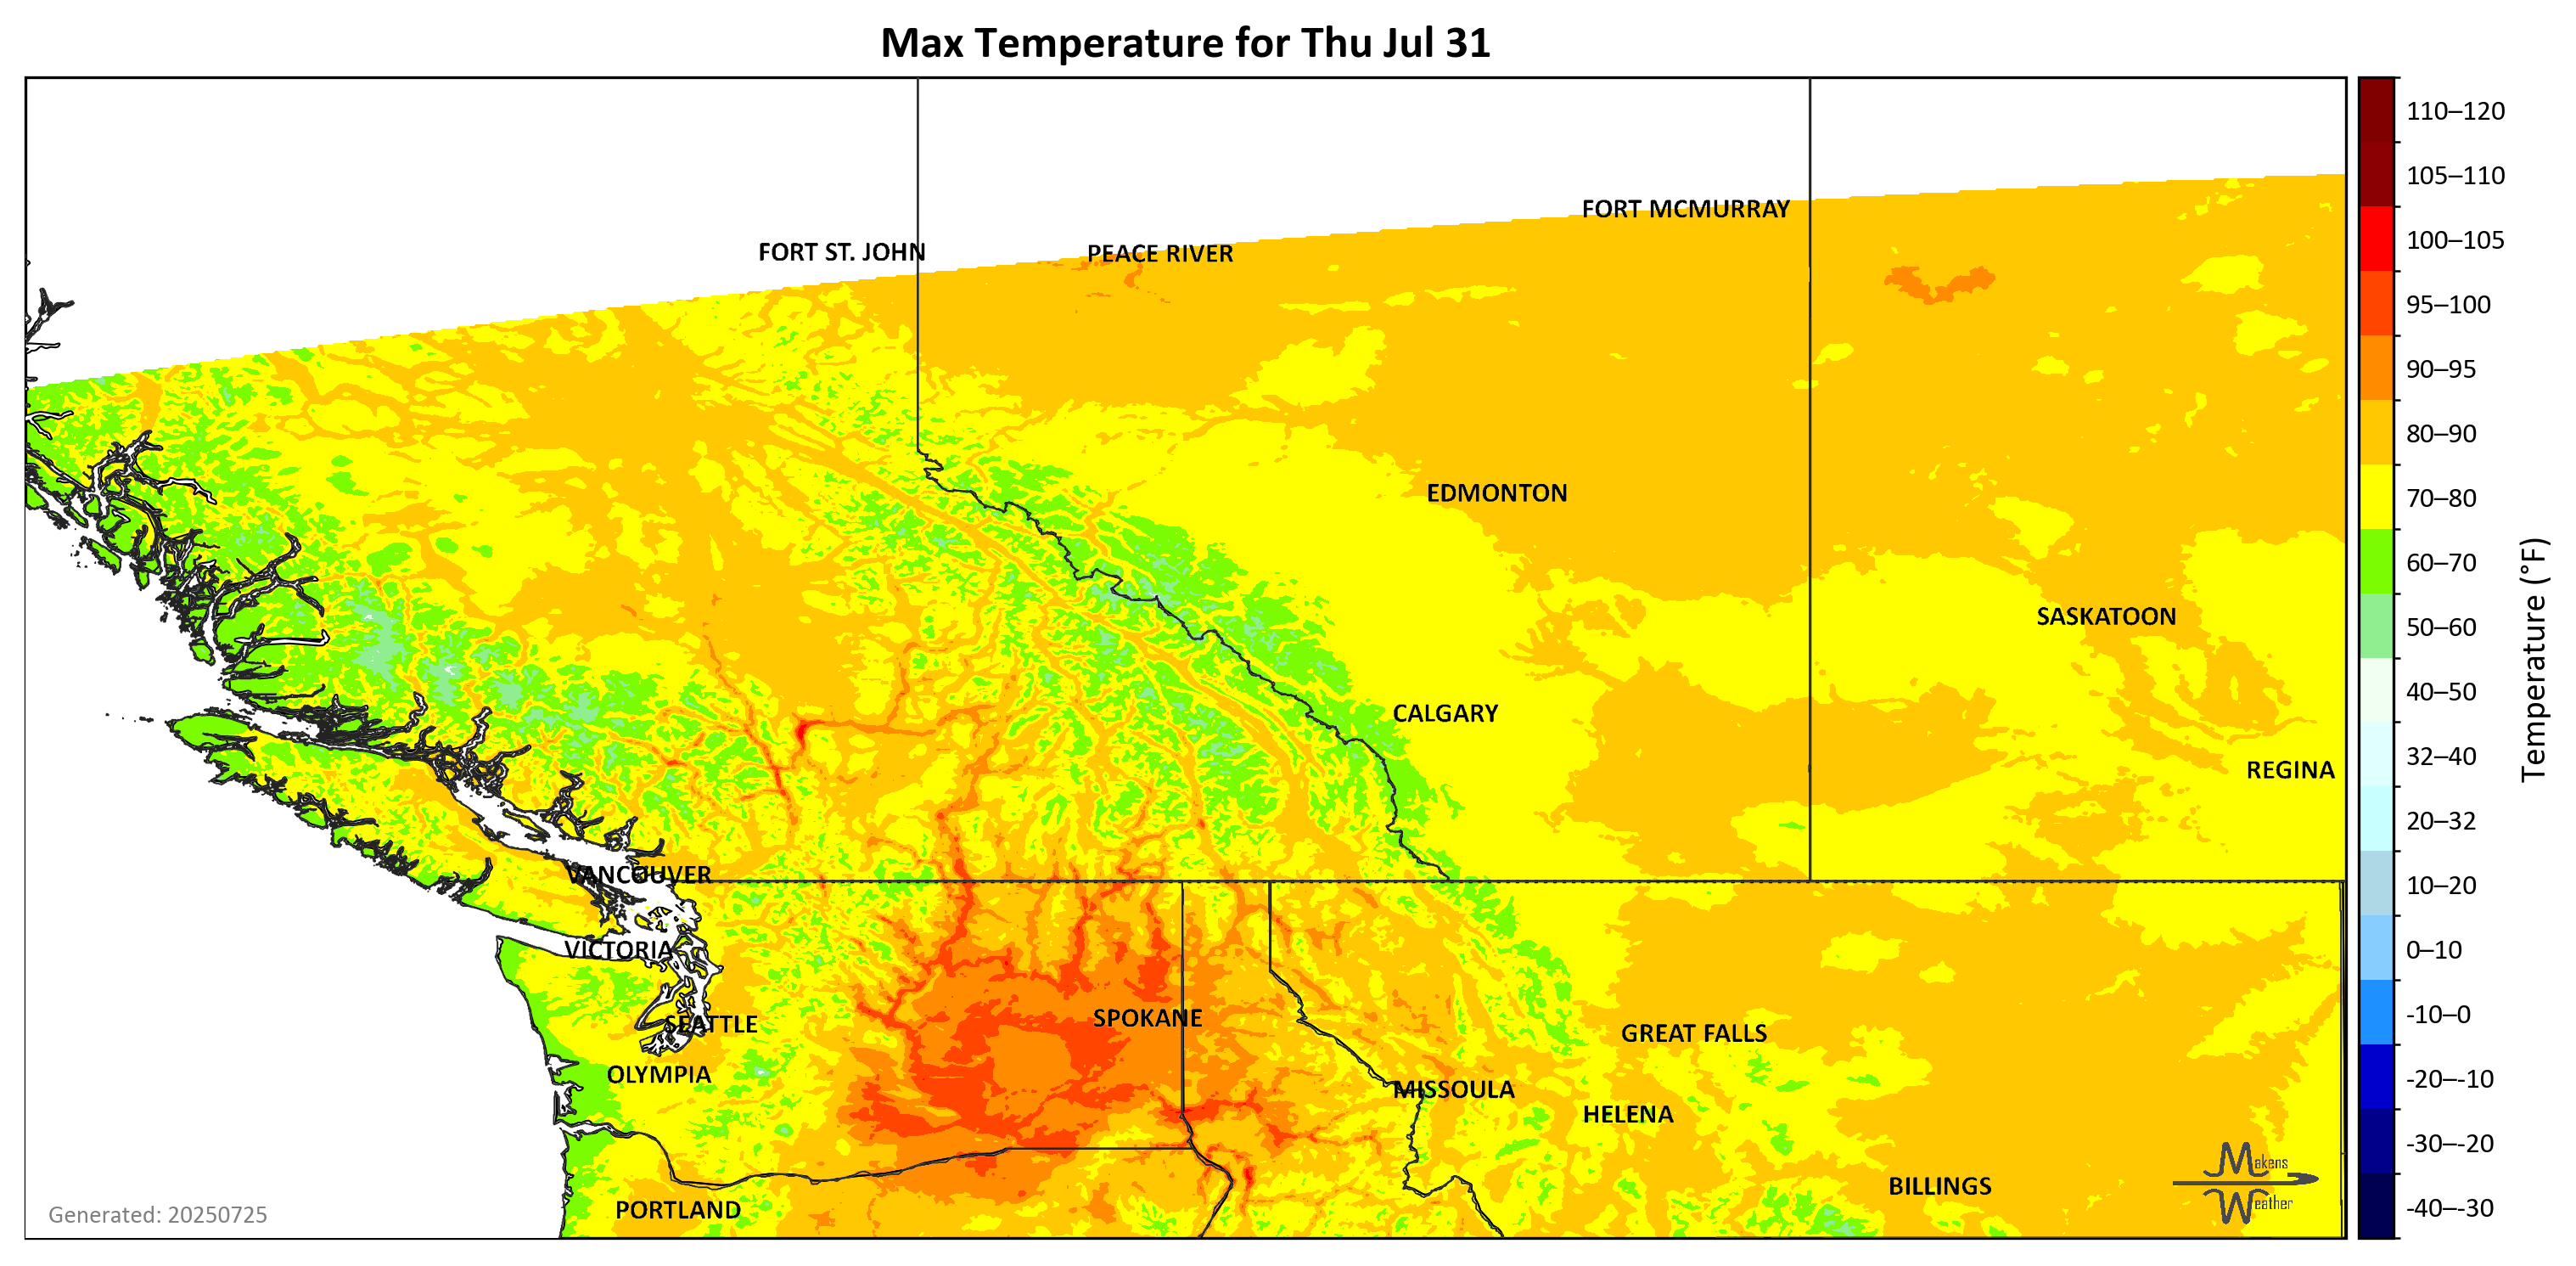 Max Temperature for Thu Jul 31
FORT MCMURRAY
FORT ST. JOHN
PEACE RIVER
EDMONTON
SASKATOON
CALGARY
REGINA
VANCOUVER
VICTORIA
SEATTLE
SPOKANE
GREAT FALLS
OLYMPIA
MISSOULA
HELENA
BILLINGS
PORTLAND
Generated: 20250725
Makens
Weather
110–120
105–110
100–105
95–100
90–95
80–90
70–80
60–70
50–60
40–50
32–40
20–32
10–20
0–10
-10–0
-20–-10
-30–-20
-40–-30
Temperature (°F)